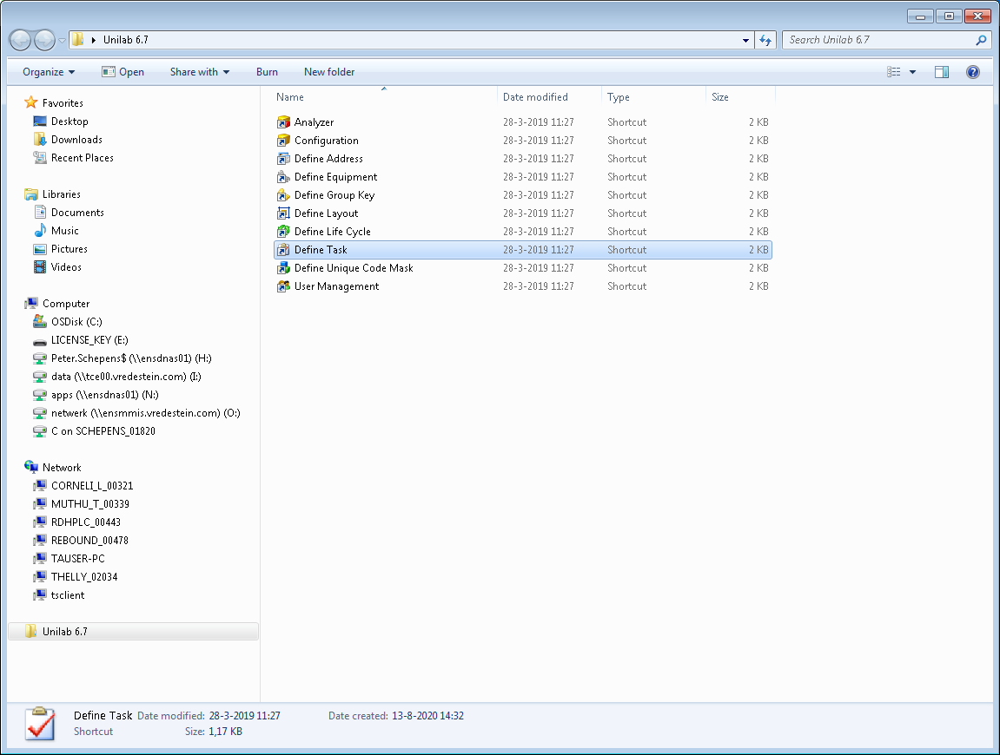 Unilab 6.7
Search Unilab 6.7
Organize Open Share with Burn New folder
Name Date modified Type Size
Favorites
Desktop
Downloads
Recent Places
Libraries
Documents
Music
Pictures
Videos
Computer
OSDisk (C:)
LICENSE_KEY (E:)
Peter.Schepens$ (\\ensdnas01) (H:)
data (\\tce00.vredestein.com) (I:)
apps (\\ensdnas01) (N:)
netwerk (\\ensmmis.vredestein.com) (O:)
C on SCHEPENS_01820
Network
CORNELI_L_00321
MUTHU_T_00339
RDHPLC_00443
REBOUND_00478
TAUSER-PC
THELLY_02034
tsclient
Unilab 6.7
Analyzer 28-3-2019 11:27 Shortcut 2 KB
Configuration 28-3-2019 11:27 Shortcut 2 KB
Define Address 28-3-2019 11:27 Shortcut 2 KB
Define Equipment 28-3-2019 11:27 Shortcut 2 KB
Define Group Key 28-3-2019 11:27 Shortcut 2 KB
Define Layout 28-3-2019 11:27 Shortcut 2 KB
Define Life Cycle 28-3-2019 11:27 Shortcut 2 KB
Define Task 28-3-2019 11:27 Shortcut 2 KB
Define Unique Code Mask 28-3-2019 11:27 Shortcut 2 KB
User Management 28-3-2019 11:27 Shortcut 2 KB
Define Task Date modified: 28-3-2019 11:27 Date created: 13-8-2020 14:32
Shortcut Size: 1,17 KB